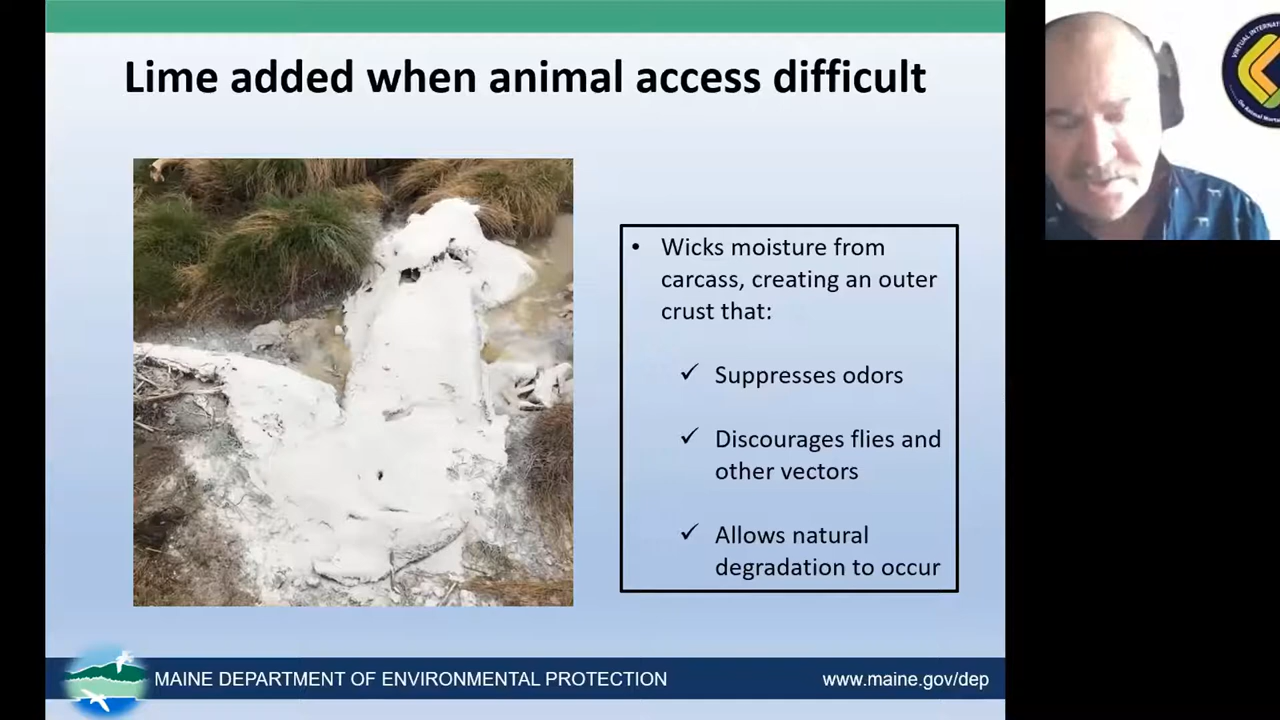 Lime added when animal access difficult
• Wicks moisture from
carcass, creating an outer
crust that:
✓ Suppresses odors
✓ Discourages flies and
other vectors
✓ Allows natural
degradation to occur
MAINE DEPARTMENT OF ENVIRONMENTAL PROTECTION
www.maine.gov/dep